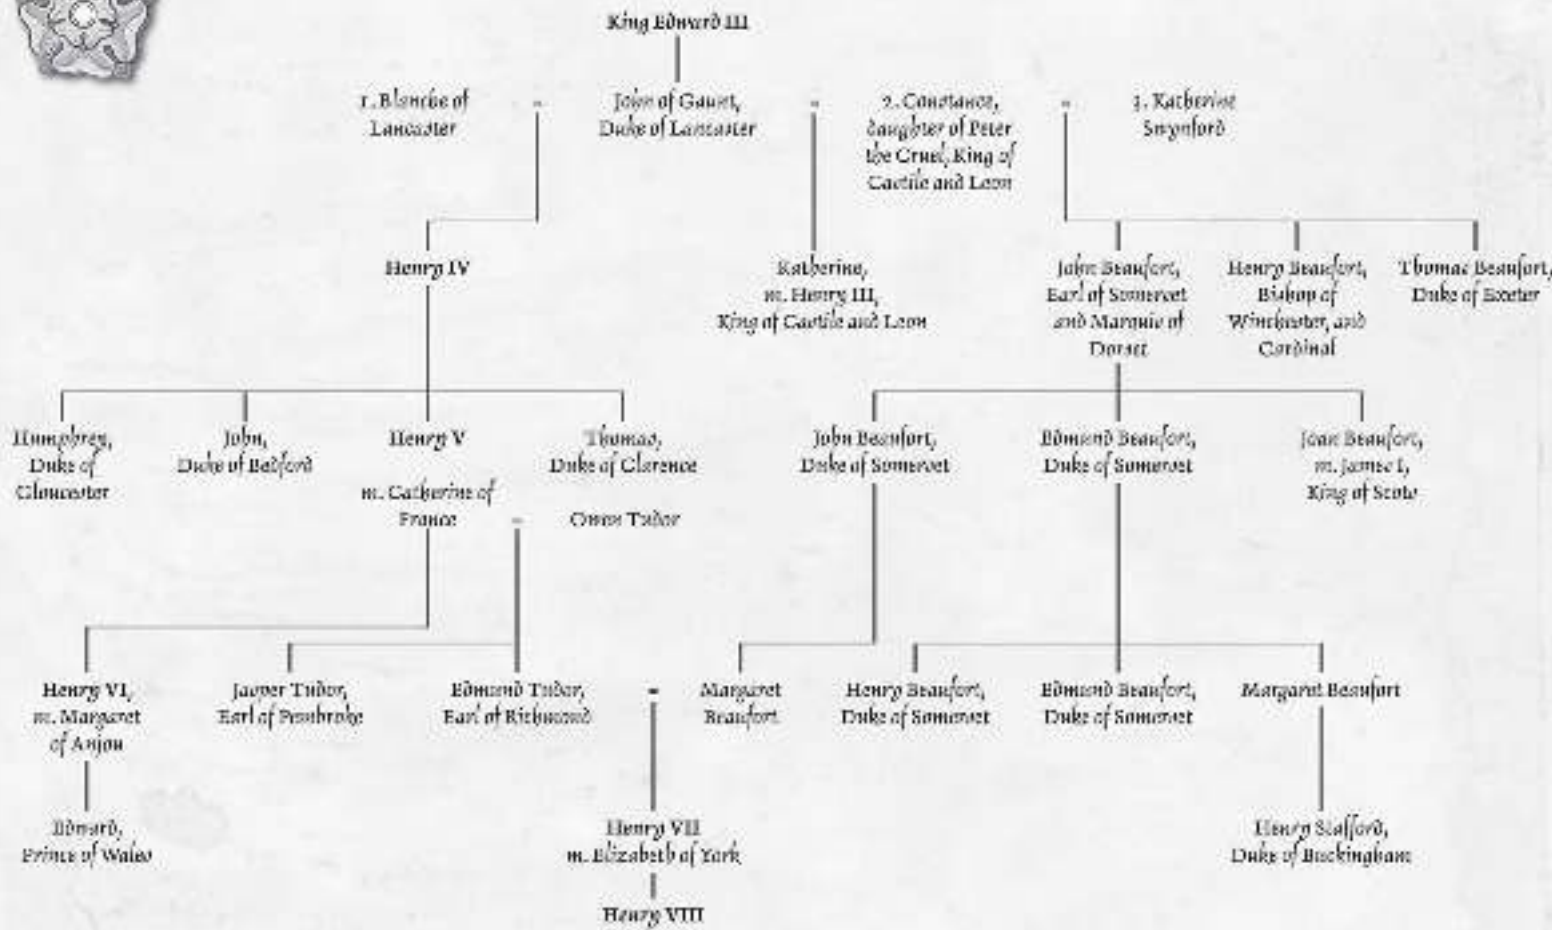 King Edward III
1. Blanche of
Lancaster
-
John of Gaunt,
Duke of Lancaster
-
2. Constance,
daughter of Peter
the Cruel, King of
Castile and Leon
-
3. Katherine
Swynford
Henry IV
Katherine,
m. Henry III,
King of Castile and Leon
John Beaufort,
Earl of Somerset
and Marquis of
Dorset
Henry Beaufort,
Bishop of
Winchester, and
Cardinal
Thomas Beaufort,
Duke of Exeter
Humphrey,
Duke of
Gloucester
John,
Duke of Bedford
Henry V
m. Catherine of
France
-
Thomas,
Duke of Clarence
Owen Tudor
John Beaufort,
Duke of Somerset
Edmund Beaufort,
Duke of Somerset
Joan Beaufort,
m. James I,
King of Scots
Henry VI,
m. Margaret
of Anjou
Jasper Tudor,
Earl of Pembroke
Edmund Tudor,
Earl of Richmond
-
Margaret
Beaufort
Henry Beaufort,
Duke of Somerset
Edmund Beaufort,
Duke of Somerset
Margaret Beaufort
Edward,
Prince of Wales
Henry VII
m. Elizabeth of York
Henry Stafford,
Duke of Buckingham
Henry VIII